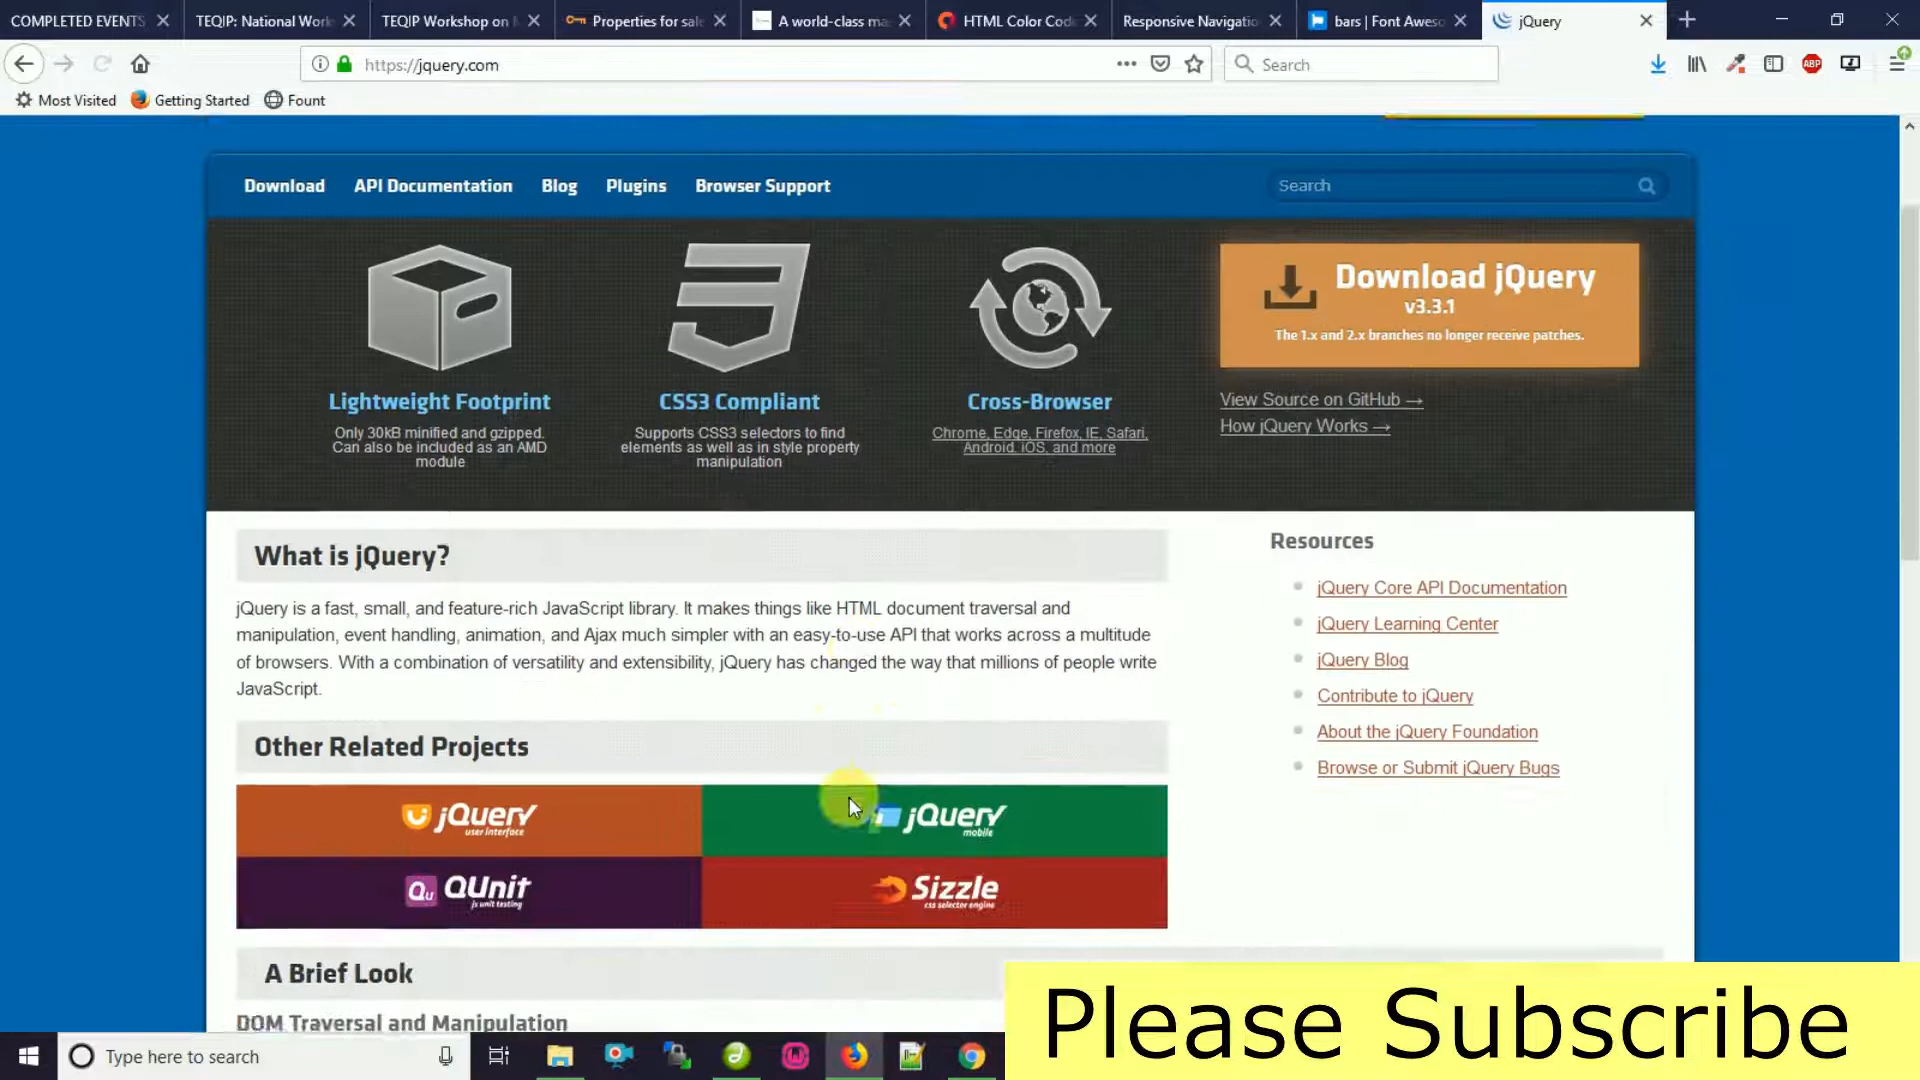 COMPLETED EVENTS
TEQIP: National Work
TEQIP Workshop on
Properties for sale
A world-class ma
HTML Color Cod
Responsive Navigatio
bars | Font Aweso
jQuery
https://jquery.com
Search
Most Visited
Getting Started
Fount
Download
API Documentation
Blog
Plugins
Browser Support
Search
Download jQuery
v3.3.1
The 1.x and 2.x branches no longer receive patches.
Lightweight Footprint
Only 30kB minified and gzipped.
Can also be included as an AMD
module
CSS3 Compliant
Supports CSS3 selectors to find
elements as well as in style property
manipulation
Cross-Browser
Chrome, Edge, Firefox, IE, Safari,
Android, iOS, and more
View Source on GitHub →
How jQuery Works →
What is jQuery?
jQuery is a fast, small, and feature-rich JavaScript library. It makes things like HTML document traversal and
manipulation, event handling, animation, and Ajax much simpler with an easy-to-use API that works across a multitude
of browsers. With a combination of versatility and extensibility, jQuery has changed the way that millions of people write
JavaScript.
Resources
jQuery Core API Documentation
jQuery Learning Center
jQuery Blog
Contribute to jQuery
About the jQuery Foundation
Browse or Submit jQuery Bugs
Other Related Projects
jQuery
user interface
jQuery
mobile
Qu QUnit
js unit testing
Sizzle
css selector engine
A Brief Look
DOM Traversal and Manipulation
Please Subscribe
Type here to search
ABP